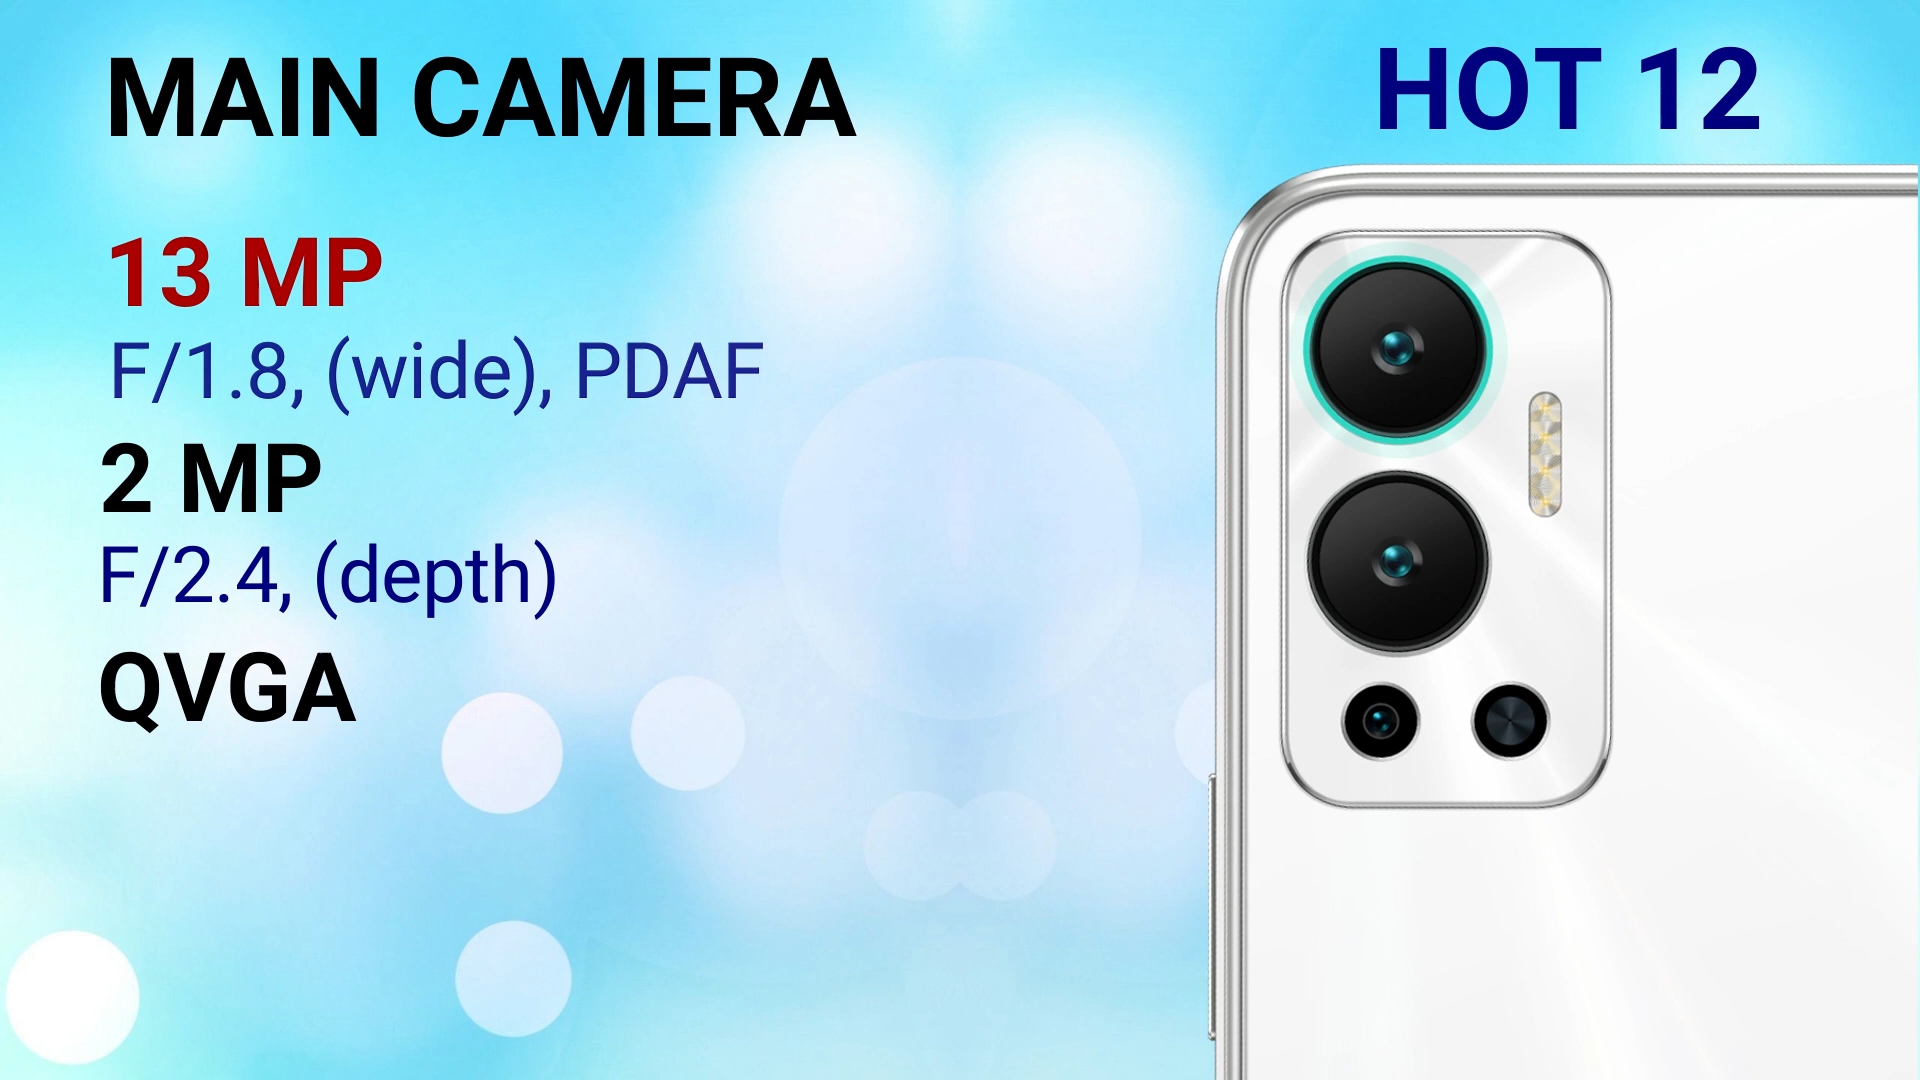 MAIN CAMERA
HOT 12
13 MP
F/1.8, (wide), PDAF
2 MP
F/2.4, (depth)
QVGA